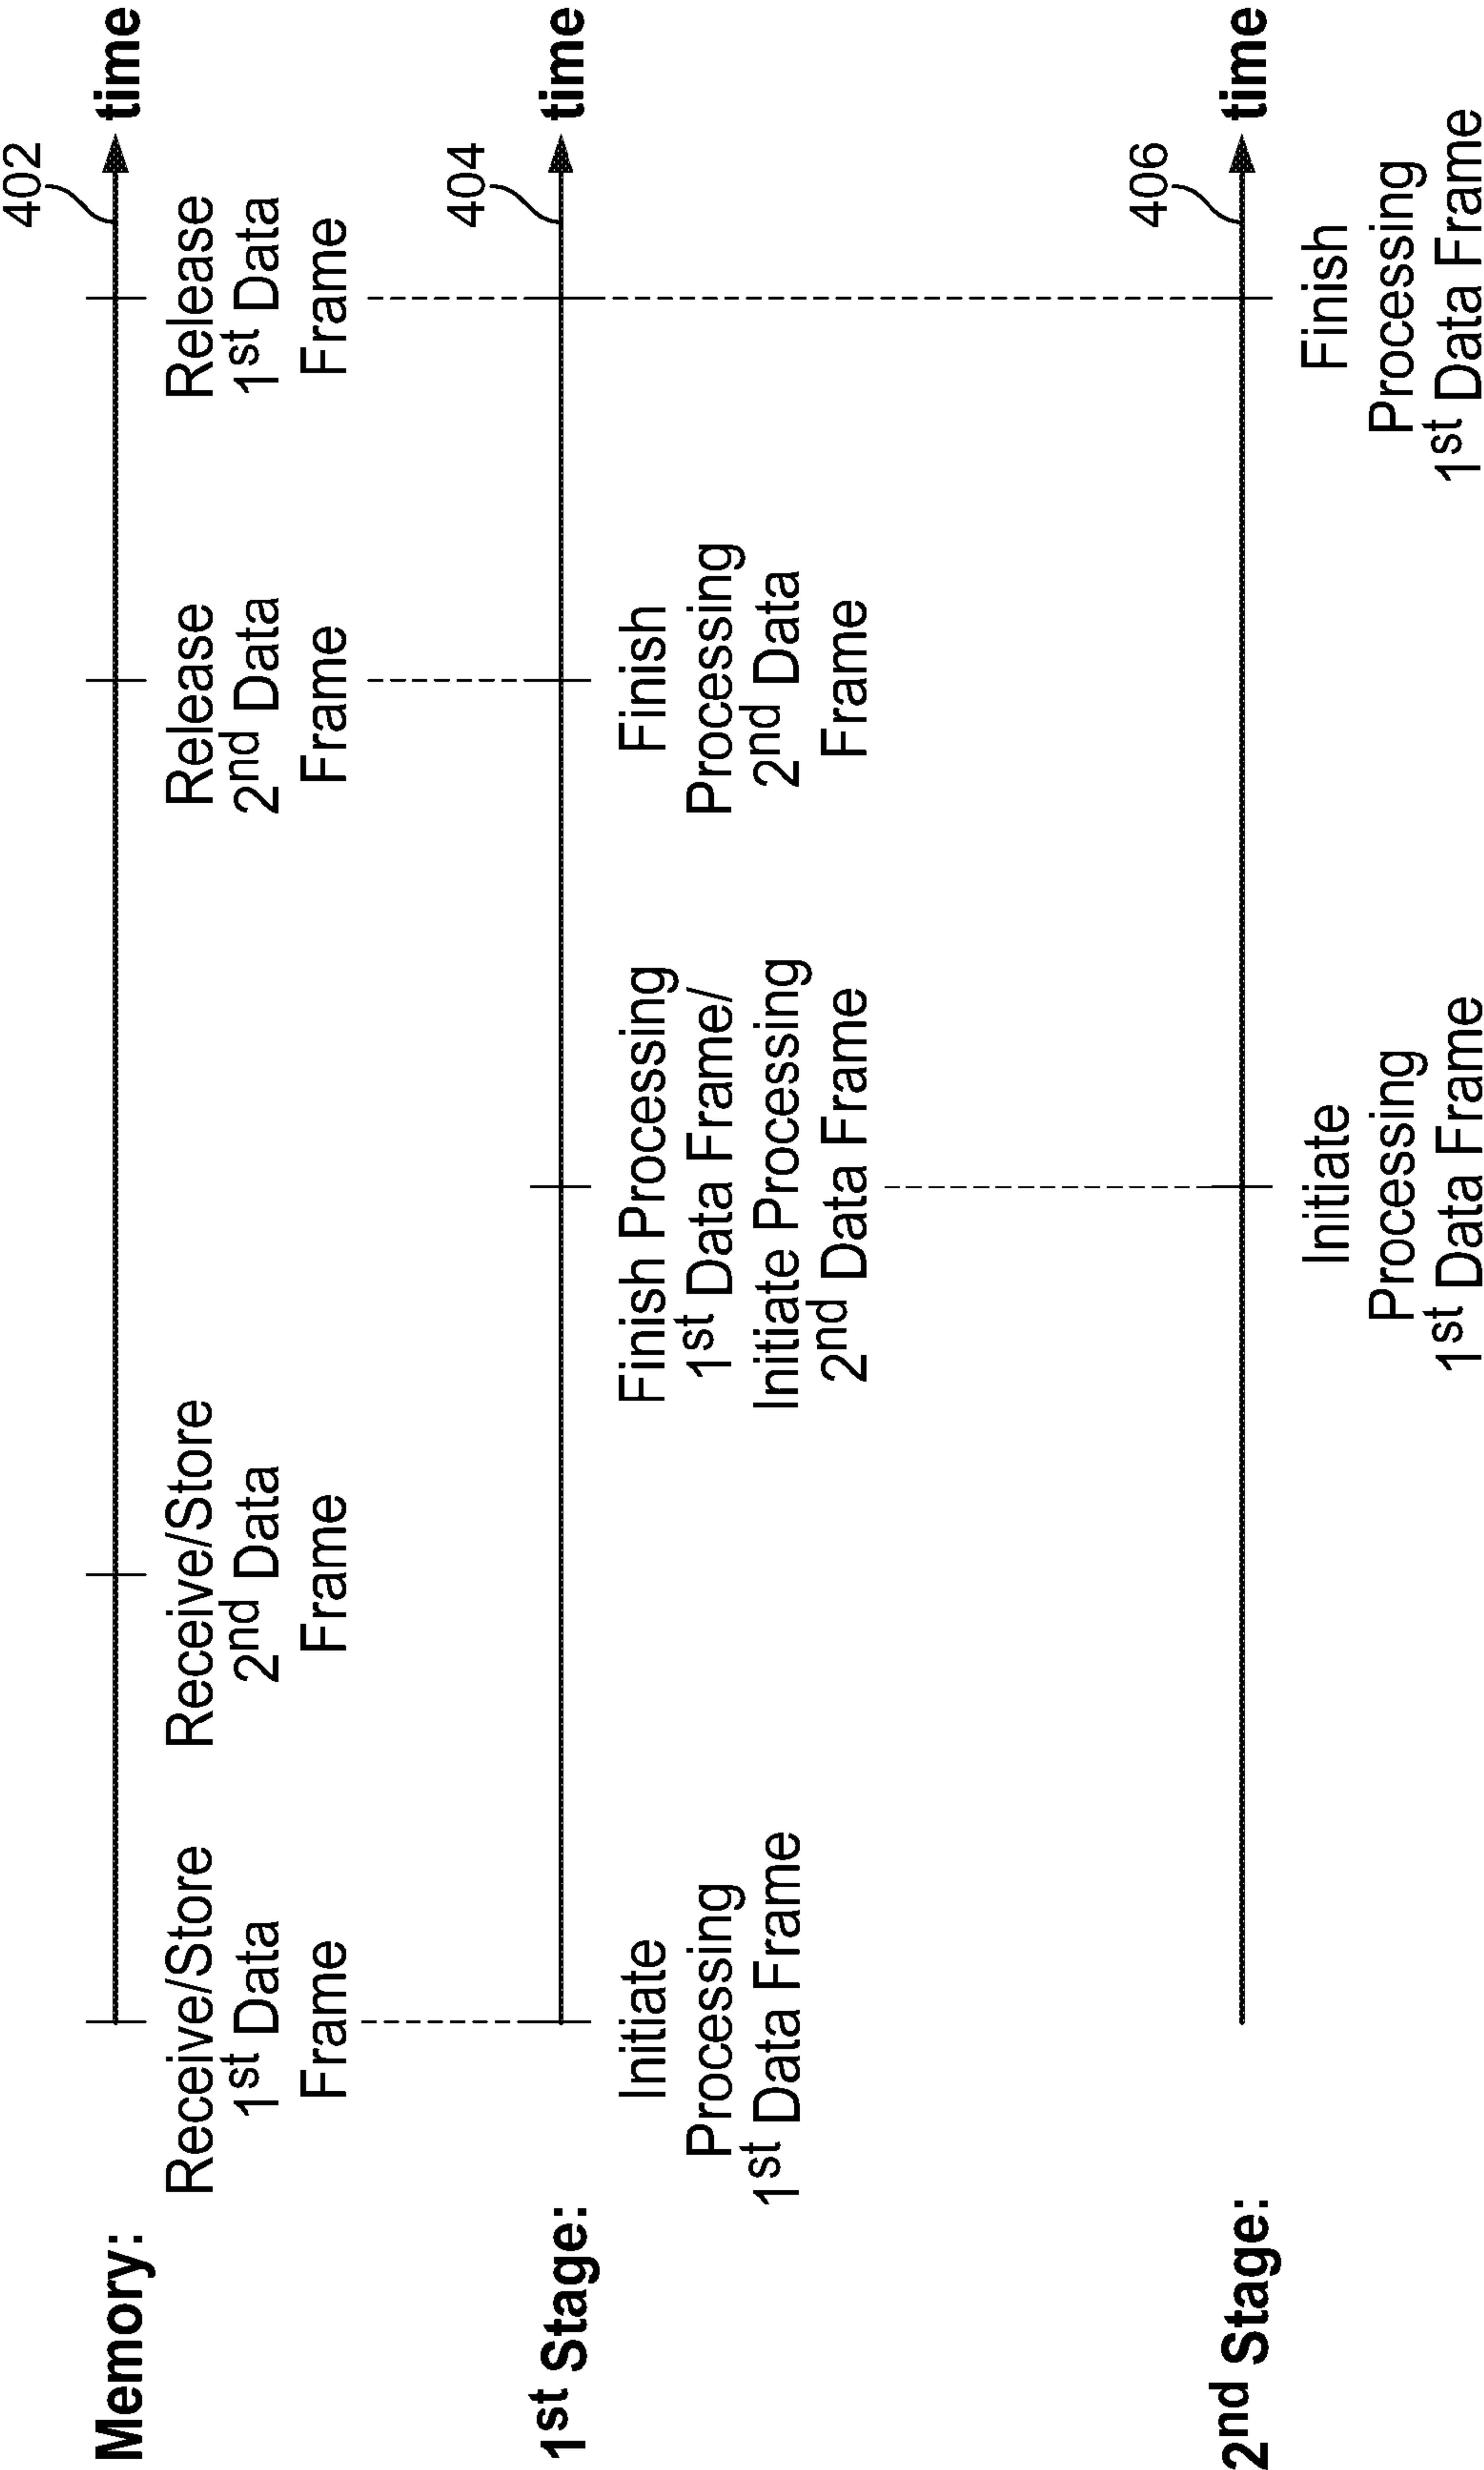 402
Memory:
time
Receive/Store
1st Data
Frame
Receive/Store
2nd Data
Frame
Release
2nd Data
Frame
Release
1st Data
Frame
404
1st Stage:
time
Initiate
Processing
1st Data Frame
Finish Processing
1st Data Frame/
Initiate Processing
2nd Data Frame
Finish
Processing
2nd Data
Frame
406
2nd Stage:
time
Initiate
Processing
1st Data Frame
Finish
Processing
1st Data Frame